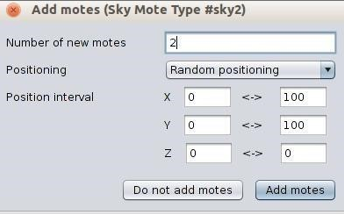 Add motes (Sky Mote Type #sky2)
Number of new motes 2
Positioning Random positioning
Position interval X 0 <-> 100
Y 0 <-> 100
Z 0 <-> 0
Do not add motes Add motes